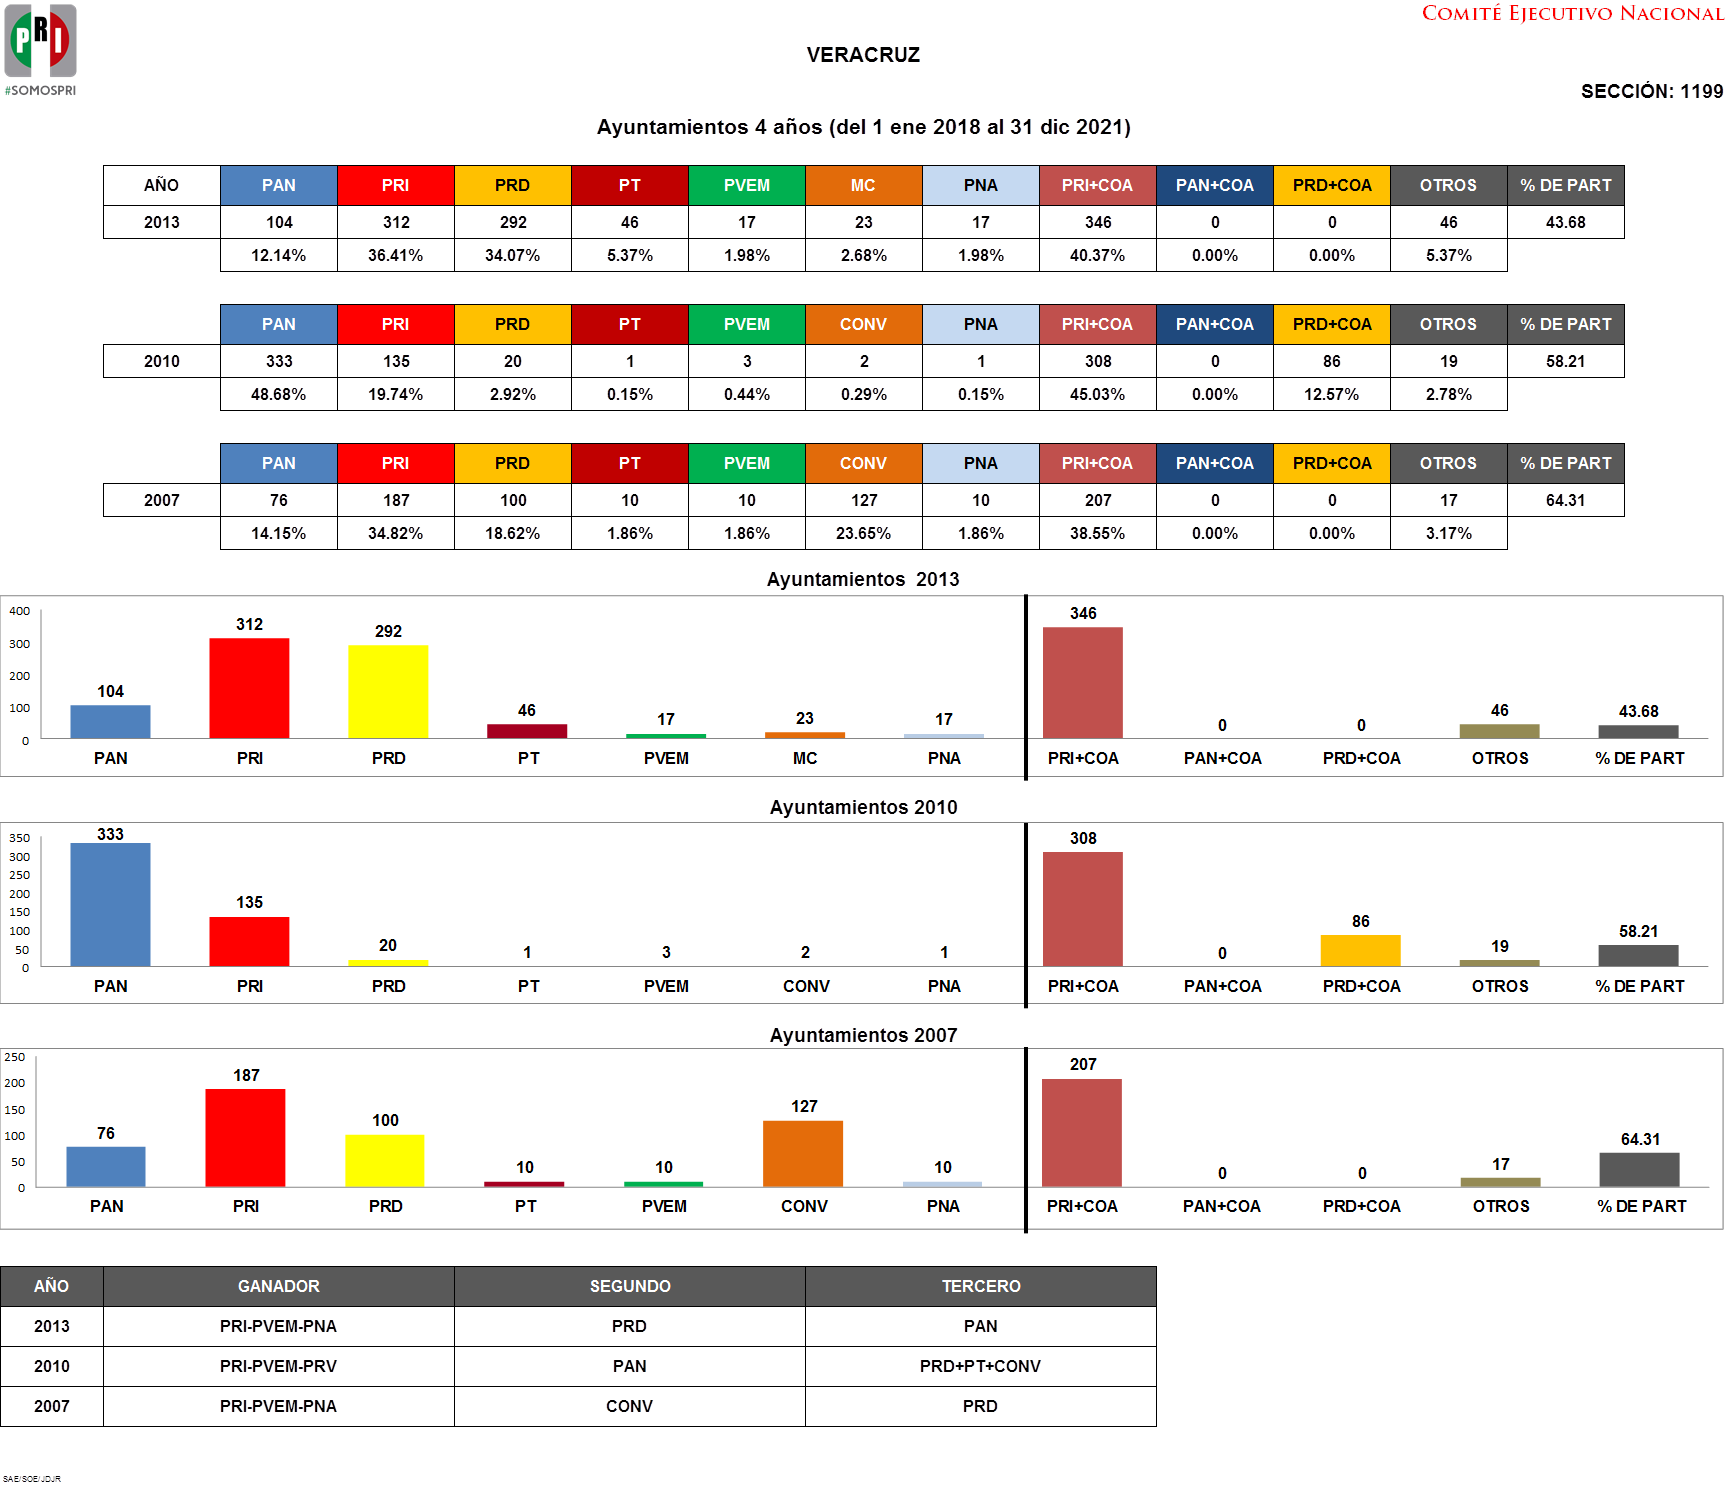 PRI
#SOMOSPRI
COMITÉ EJECUTIVO NACIONAL
VERACRUZ
SECCIÓN: 1199
Ayuntamientos 4 años (del 1 ene 2018 al 31 dic 2021)
AÑO PAN PRI PRD PT PVEM MC PNA PRI+COA PAN+COA PRD+COA OTROS % DE PART
2013 104 312 292 46 17 23 17 346 0 0 46 43.68
12.14% 36.41% 34.07% 5.37% 1.98% 2.68% 1.98% 40.37% 0.00% 0.00% 5.37%
PAN PRI PRD PT PVEM CONV PNA PRI+COA PAN+COA PRD+COA OTROS % DE PART
2010 333 135 20 1 3 2 1 308 0 86 19 58.21
48.68% 19.74% 2.92% 0.15% 0.44% 0.29% 0.15% 45.03% 0.00% 12.57% 2.78%
PAN PRI PRD PT PVEM CONV PNA PRI+COA PAN+COA PRD+COA OTROS % DE PART
2007 76 187 100 10 10 127 10 207 0 0 17 64.31
14.15% 34.82% 18.62% 1.86% 1.86% 23.65% 1.86% 38.55% 0.00% 0.00% 3.17%
Ayuntamientos 2013
400
300
200
100
0
104 312 292 46 17 23 17 346 0 0 46 43.68
PAN PRI PRD PT PVEM MC PNA PRI+COA PAN+COA PRD+COA OTROS % DE PART
Ayuntamientos 2010
350
300
250
200
150
100
50
0
333 135 20 1 3 2 1 308 0 86 19 58.21
PAN PRI PRD PT PVEM CONV PNA PRI+COA PAN+COA PRD+COA OTROS % DE PART
Ayuntamientos 2007
250
200
150
100
50
0
76 187 100 10 10 127 10 207 0 0 17 64.31
PAN PRI PRD PT PVEM CONV PNA PRI+COA PAN+COA PRD+COA OTROS % DE PART
AÑO GANADOR SEGUNDO TERCERO
2013 PRI-PVEM-PNA PRD PAN
2010 PRI-PVEM-PRV PAN PRD+PT+CONV
2007 PRI-PVEM-PNA CONV PRD
SAE/SOE/JDJR